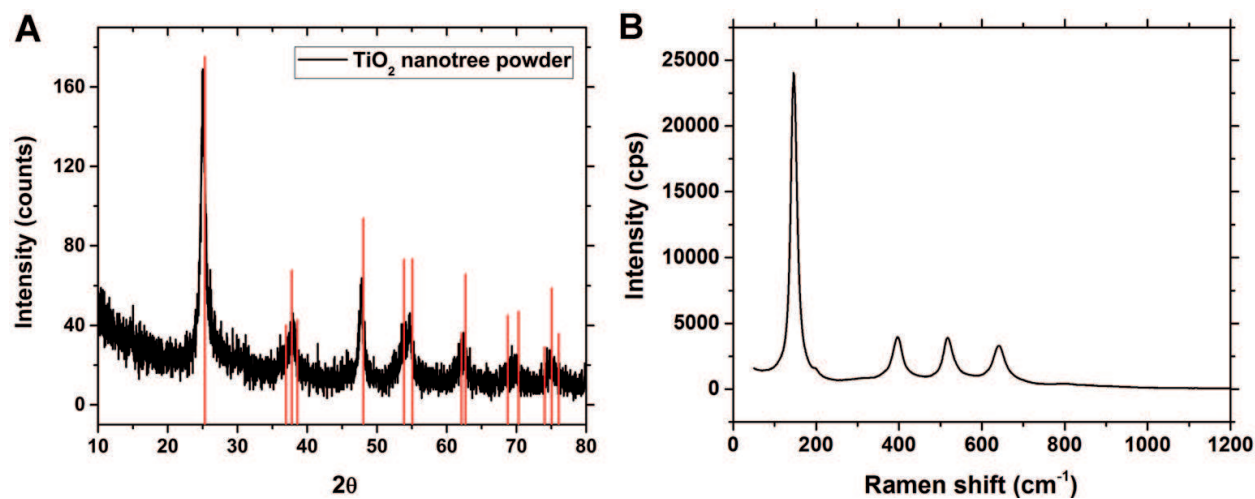 A
TiO2 nanotree powder
Intensity (counts)
160
120
80
40
0
10 20 30 40 50 60 70 80
2θ
B
Intensity (cps)
25000
20000
15000
10000
5000
0
0 200 400 600 800 1000 1200
Ramen shift (cm-1)